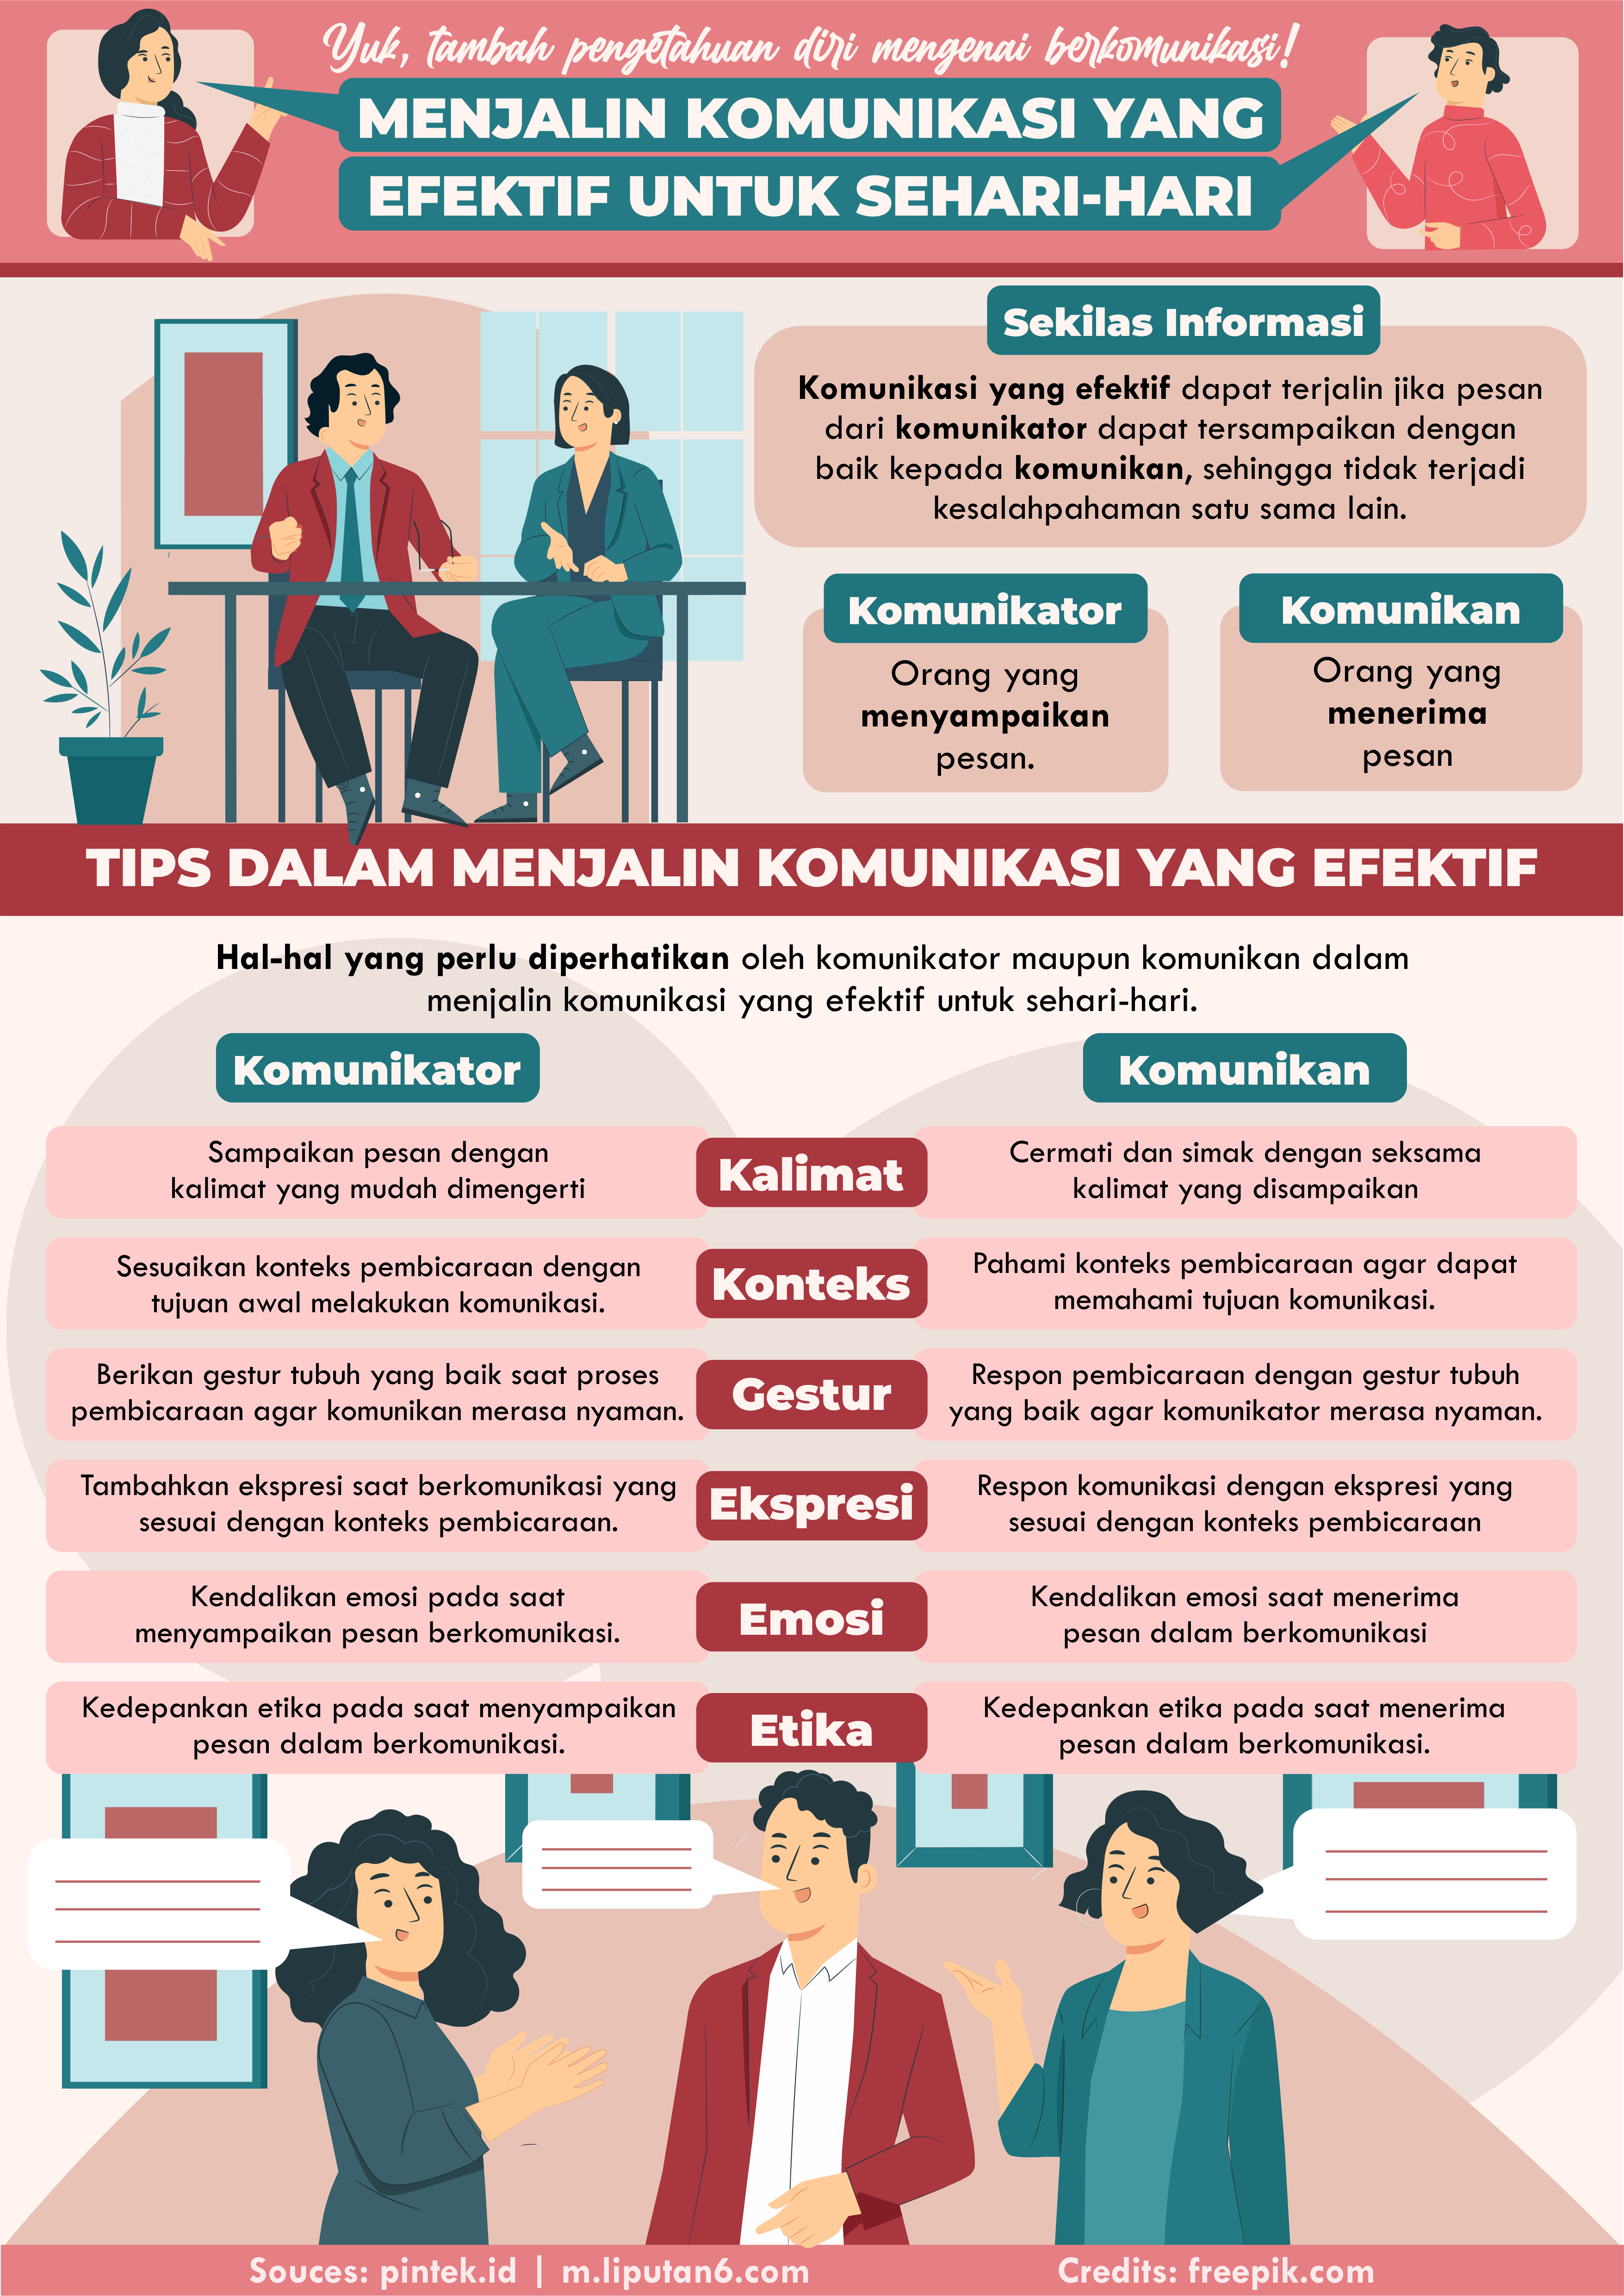 Yuk, tambah pengetahuan diri mengenai berkomunikasi!
MENJALIN KOMUNIKASI YANG
EFEKTIF UNTUK SEHARI-HARI
Sekilas Informasi
Komunikasi yang efektif dapat terjalin jika pesan
dari komunikator dapat tersampaikan dengan
baik kepada komunikan, sehingga tidak terjadi
kesalahpahaman satu sama lain.
Komunikator
Orang yang
menyampaikan
pesan.
Komunikan
Orang yang
menerima
pesan
TIPS DALAM MENJALIN KOMUNIKASI YANG EFEKTIF
Hal-hal yang perlu diperhatikan oleh komunikator maupun komunikan dalam
menjalin komunikasi yang efektif untuk sehari-hari.
Komunikator
Komunikan
Sampaikan pesan dengan
kalimat yang mudah dimengerti
Kalimat
Cermati dan simak dengan seksama
kalimat yang disampaikan
Sesuaikan konteks pembicaraan dengan
tujuan awal melakukan komunikasi.
Konteks
Pahami konteks pembicaraan agar dapat
memahami tujuan komunikasi.
Berikan gestur tubuh yang baik saat proses
pembicaraan agar komunikan merasa nyaman.
Gestur
Respon pembicaraan dengan gestur tubuh
yang baik agar komunikator merasa nyaman.
Tambahkan ekspresi saat berkomunikasi yang
sesuai dengan konteks pembicaraan.
Ekspresi
Respon komunikasi dengan ekspresi yang
sesuai dengan konteks pembicaraan
Kendalikan emosi pada saat
menyampaikan pesan berkomunikasi.
Emosi
Kendalikan emosi saat menerima
pesan dalam berkomunikasi
Kedepankan etika pada saat menyampaikan
pesan dalam berkomunikasi.
Etika
Kedepankan etika pada saat menerima
pesan dalam berkomunikasi.
Souces: pintek.id | m.liputan6.com
Credits: freepik.com